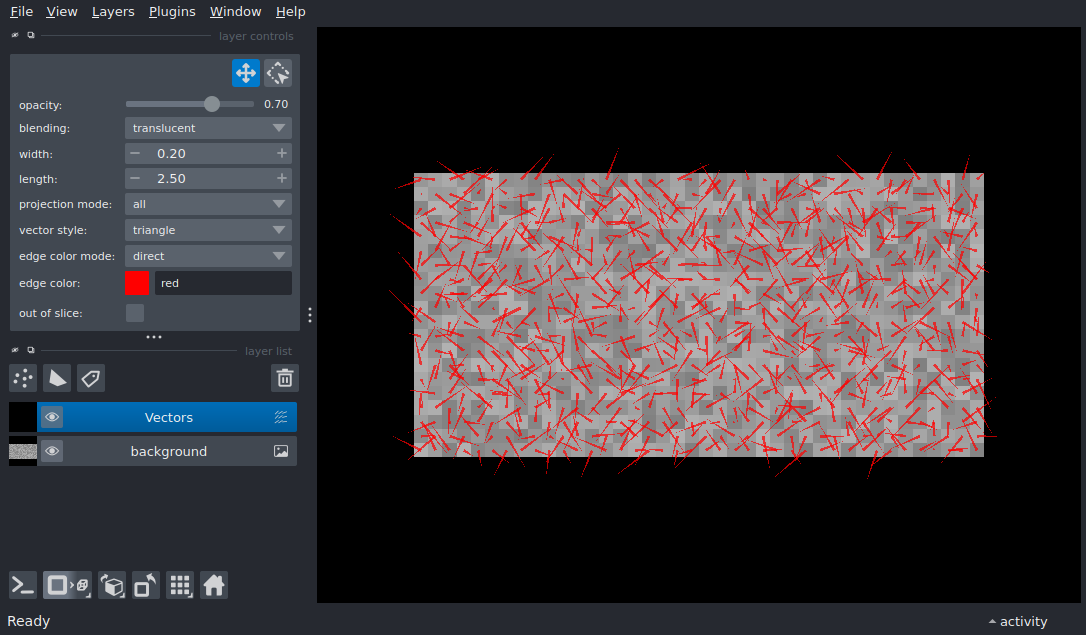 File View Layers Plugins Window Help
layer controls
opacity: 0.70
blending: translucent
width: 0.20
length: 2.50
projection mode: all
vector style: triangle
edge color mode: direct
edge color: red
out of slice:
layer list
Vectors
background
Ready activity